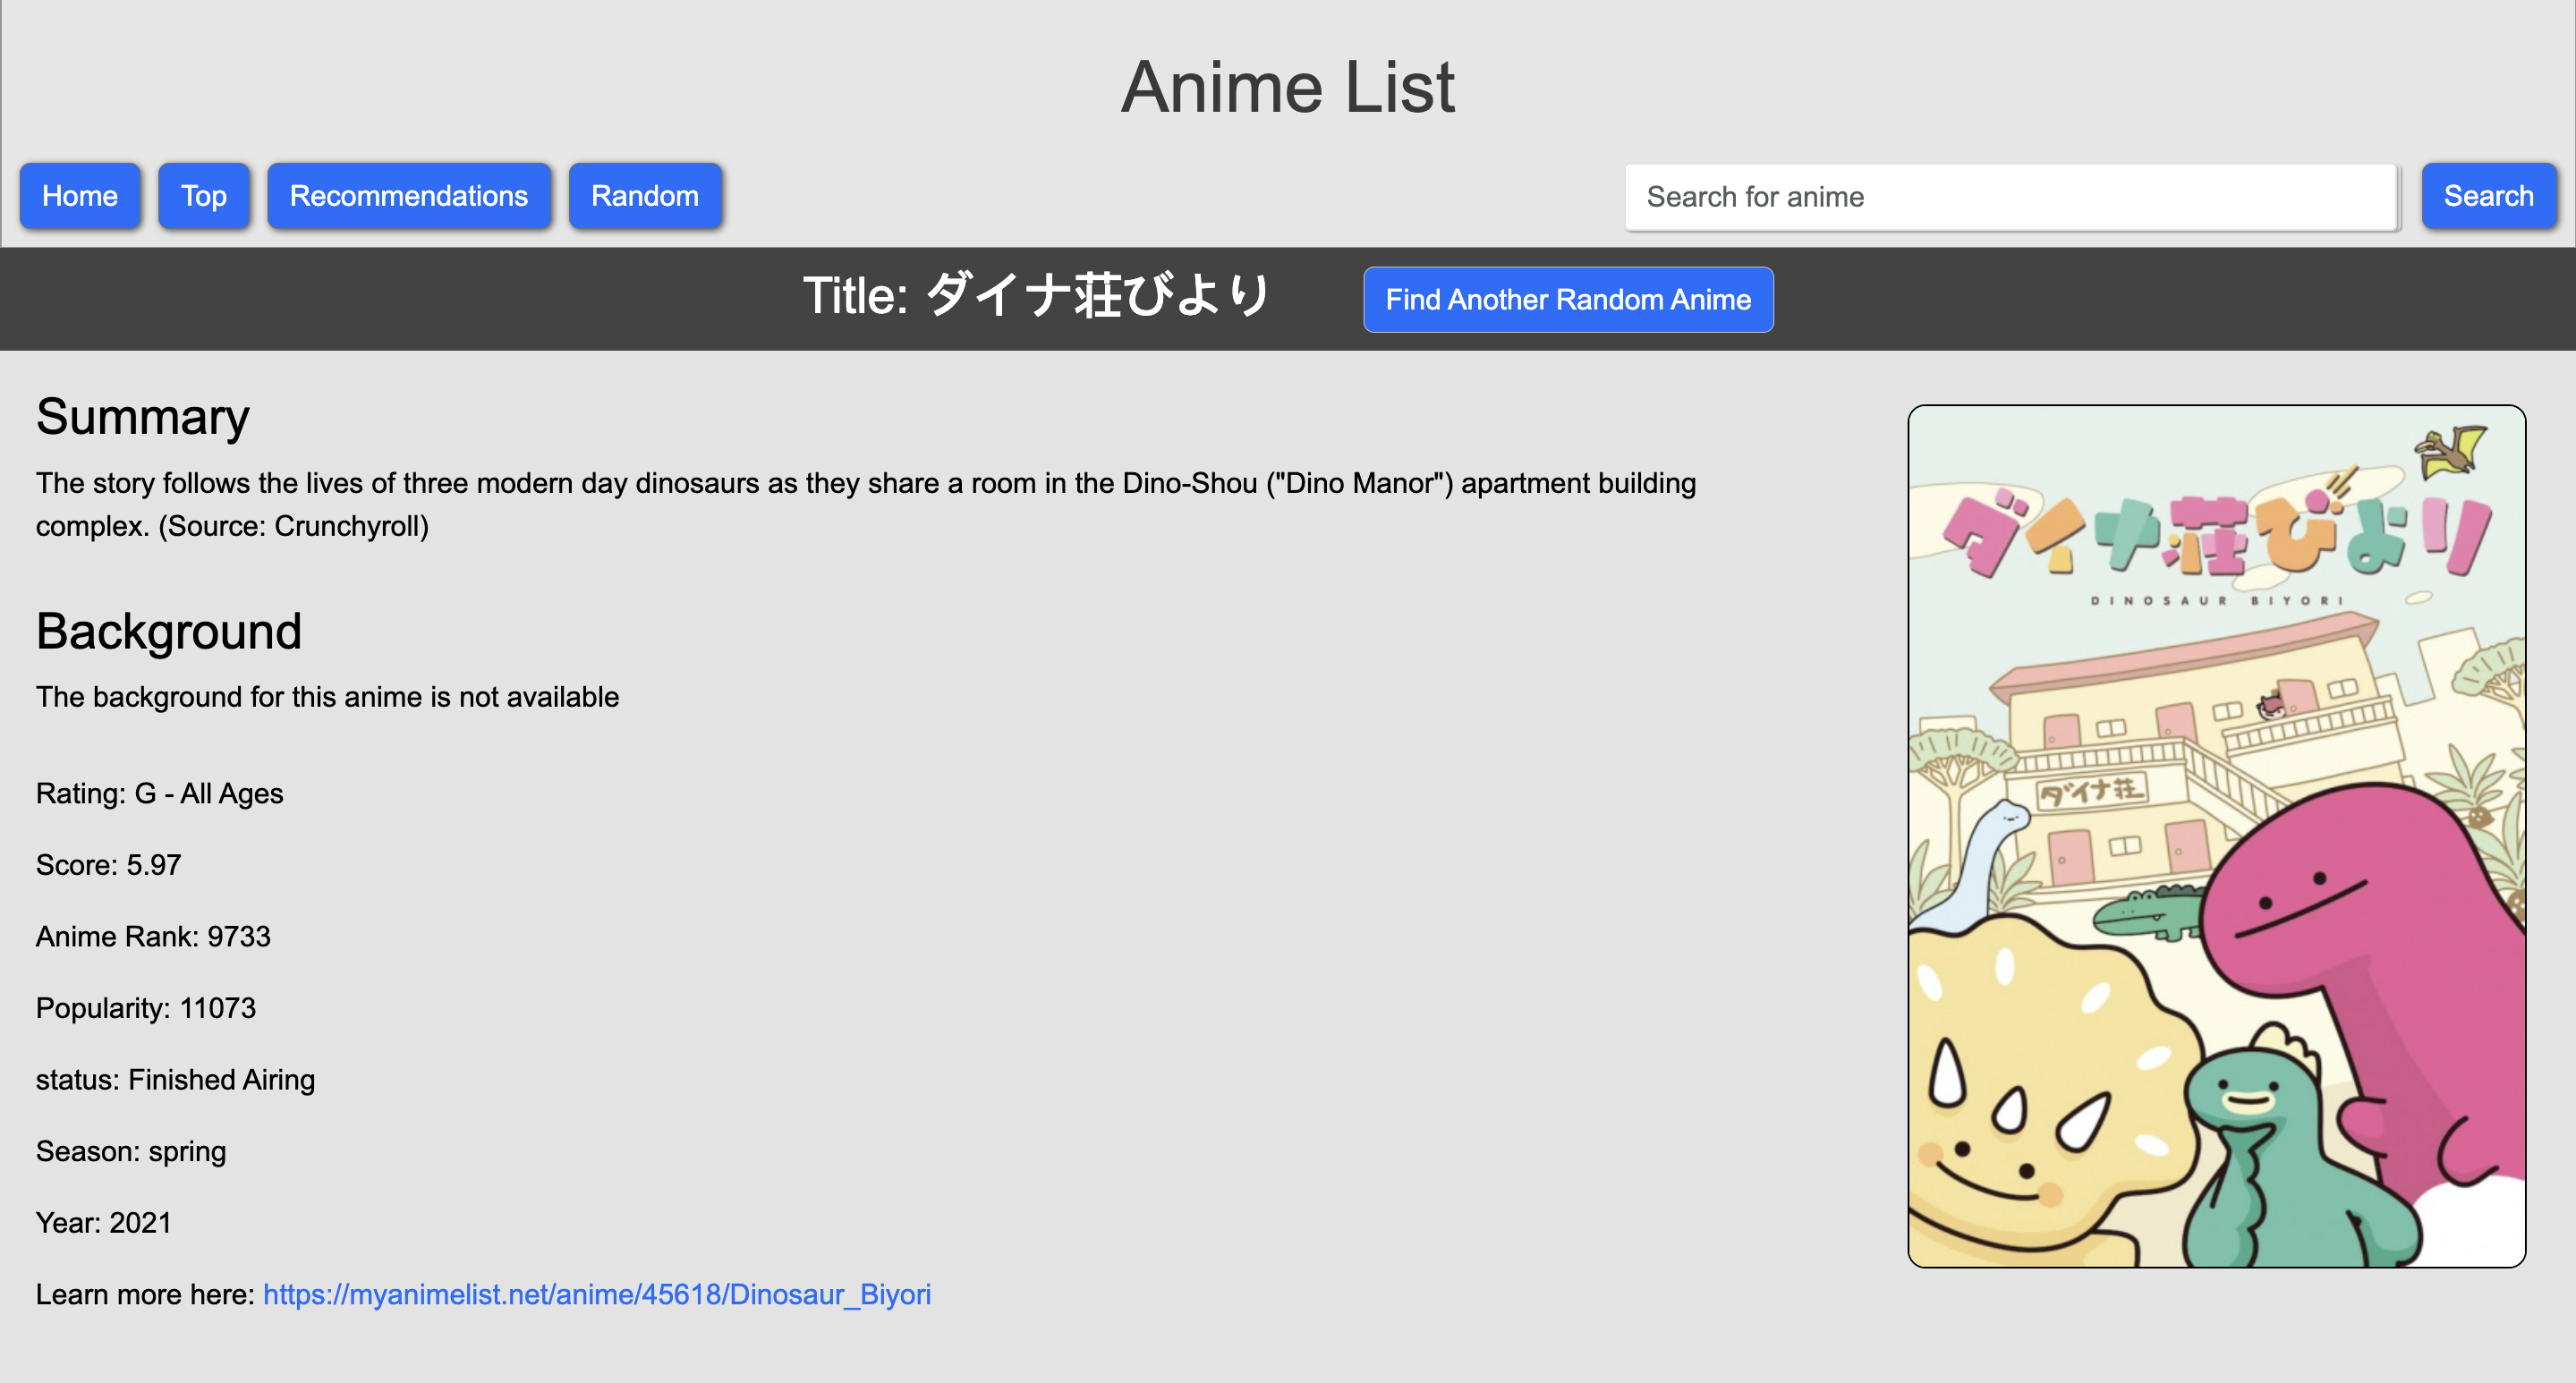 Anime List
Home Top Recommendations Random Search for anime Search
Title: ダイナ荘びより Find Another Random Anime
Summary
The story follows the lives of three modern day dinosaurs as they share a room in the Dino-Shou ("Dino Manor") apartment building
complex. (Source: Crunchyroll)
Background
The background for this anime is not available
Rating: G - All Ages
Score: 5.97
Anime Rank: 9733
Popularity: 11073
status: Finished Airing
Season: spring
Year: 2021
Learn more here: https://myanimelist.net/anime/45618/Dinosaur_Biyori
ダイナ荘びより
DINOSAUR BIYORI
ダイナ荘